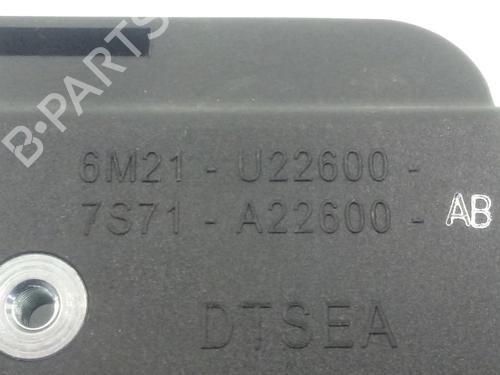 B-PARTS
6M21 - U22600 -
7S71 - A22600 - AB
DTSEA